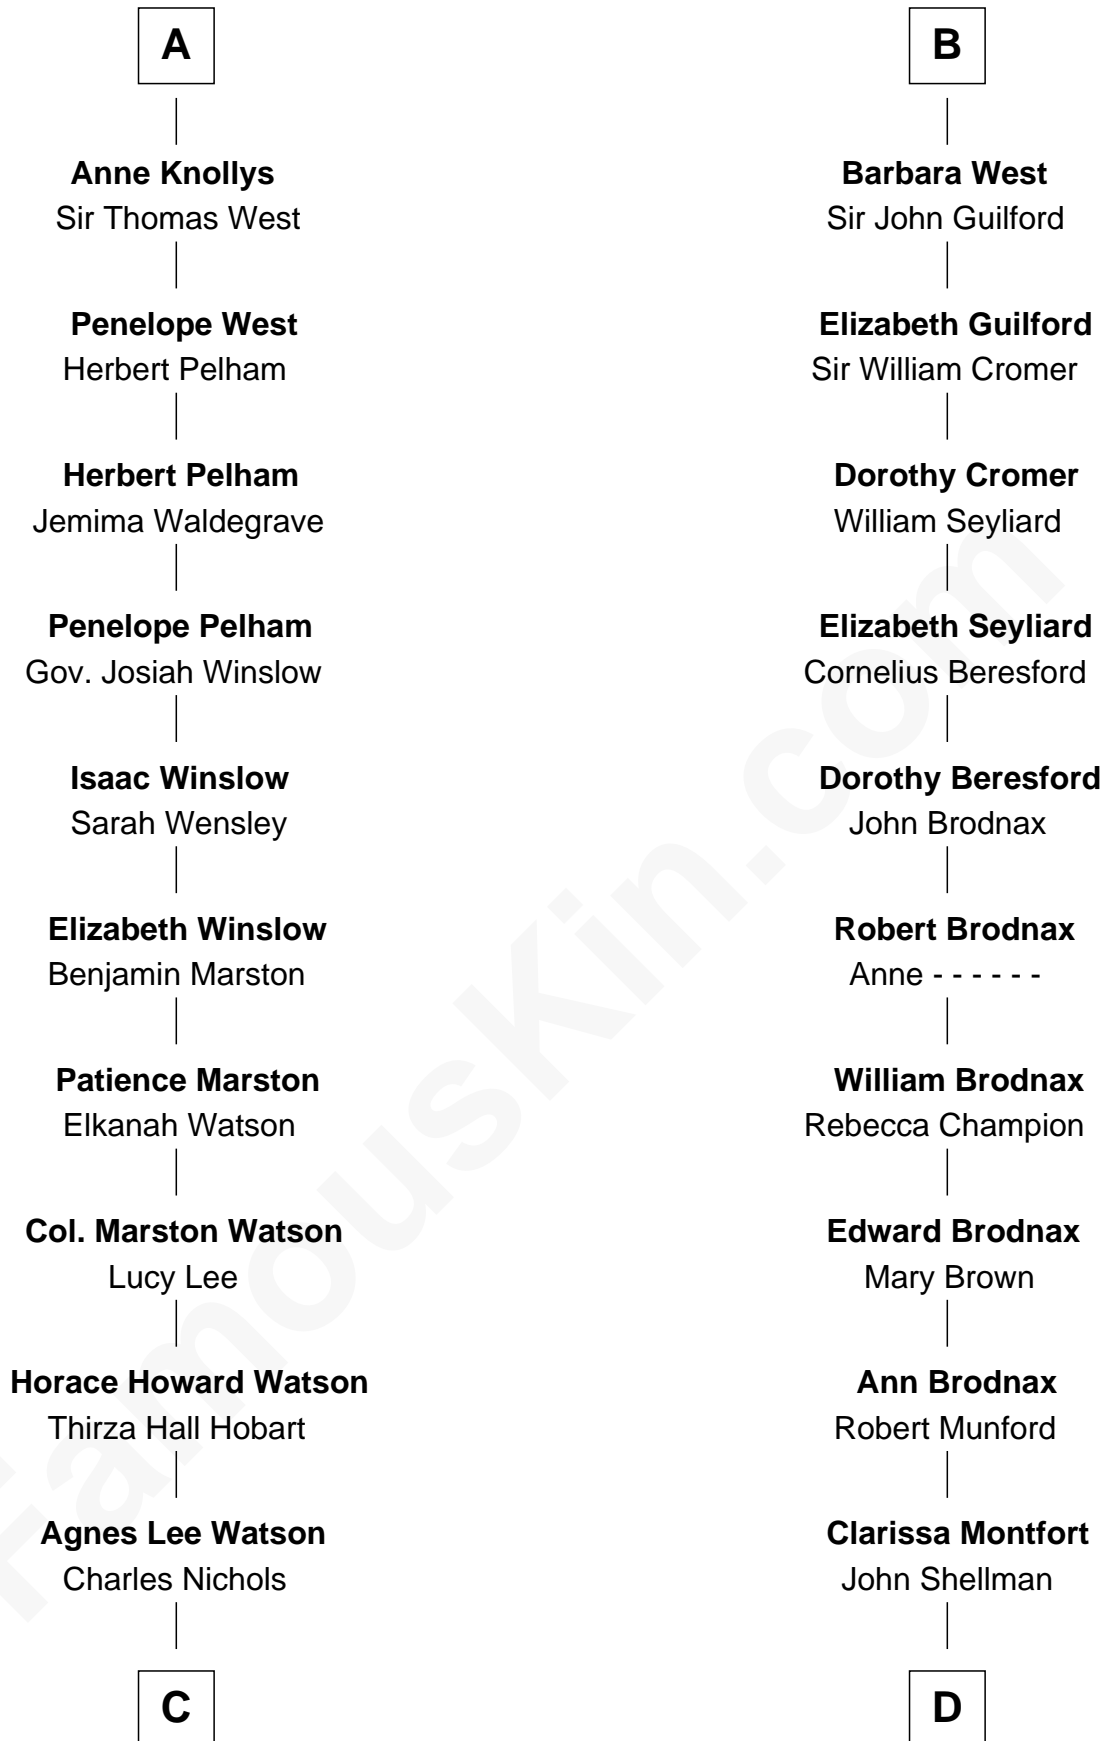 A
Anne Knollys
Sir Thomas West
Penelope West
Herbert Pelham
Herbert Pelham
Jemima Waldegrave
Penelope Pelham
Gov. Josiah Winslow
Isaac Winslow
Sarah Wensley
Elizabeth Winslow
Benjamin Marston
Patience Marston
Elkanah Watson
Col. Marston Watson
Lucy Lee
Horace Howard Watson
Thirza Hall Hobart
Agnes Lee Watson
Charles Nichols
C
B
Barbara West
Sir John Guilford
Elizabeth Guilford
Sir William Cromer
Dorothy Cromer
William Seyliard
Elizabeth Seyliard
Cornelius Beresford
Dorothy Beresford
John Brodnax
Robert Brodnax
Anne - - - - - -
William Brodnax
Rebecca Champion
Edward Brodnax
Mary Brown
Ann Brodnax
Robert Munford
Clarissa Montfort
John Shellman
D
FamousKin.com